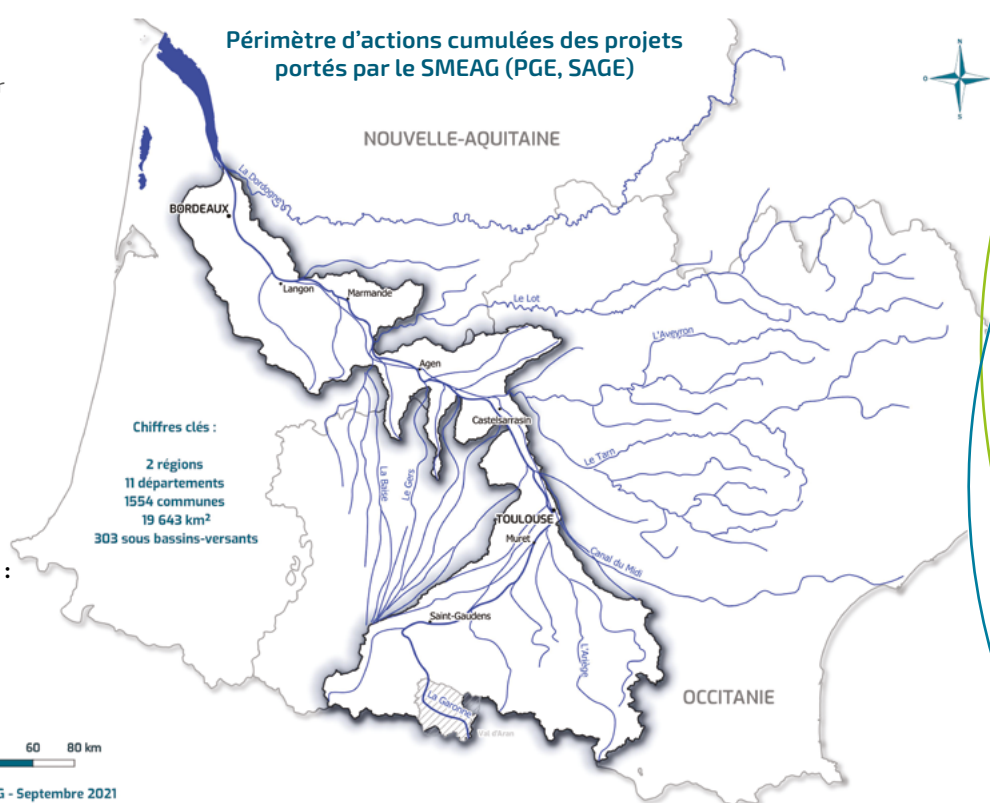 Périmètre d'actions cumulées des projets
portés par le SMEAG (PGE, SAGE)
N
O
S
NOUVELLE-AQUITAINE
La Dordogne
BORDEAUX
Langon
Marmande
Le Lot
L'Aveyron
Agen
Castelsarrasin
Chiffres clés :
2 régions
11 départements
1554 communes
19 643 km²
303 sous bassins-versants
La Baïse
Le Gers
Le Tarn
TOULOUSE
Muret
Canal du Midi
:
Saint-Gaudens
L'Ariège
La Garonne
Val d'Aran
OCCITANIE
60 80 km
G - Septembre 2021